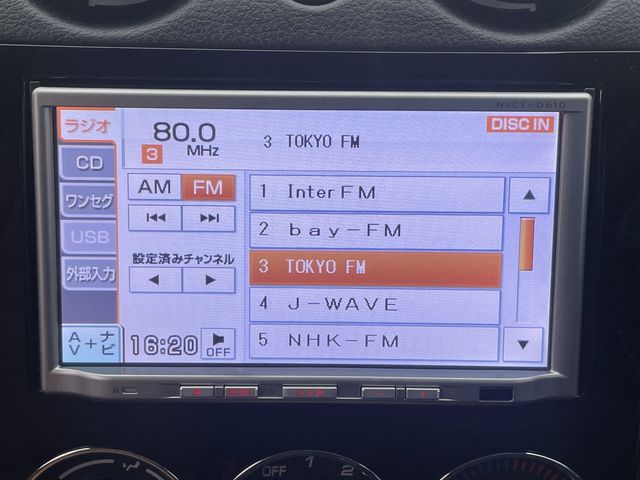 NSCT-D61D
ラジオ
80.0
MHz
3
3 TOKYO FM
DISC IN
CD
AM
FM
1 InterFM
ワンセグ
2 bay-FM
USB
設定済みチャンネル
3 TOKYO FM
外部入力
4 J-WAVE
AV+ナビ
16:20
OFF
5 NHK-FM
OFF
1
2